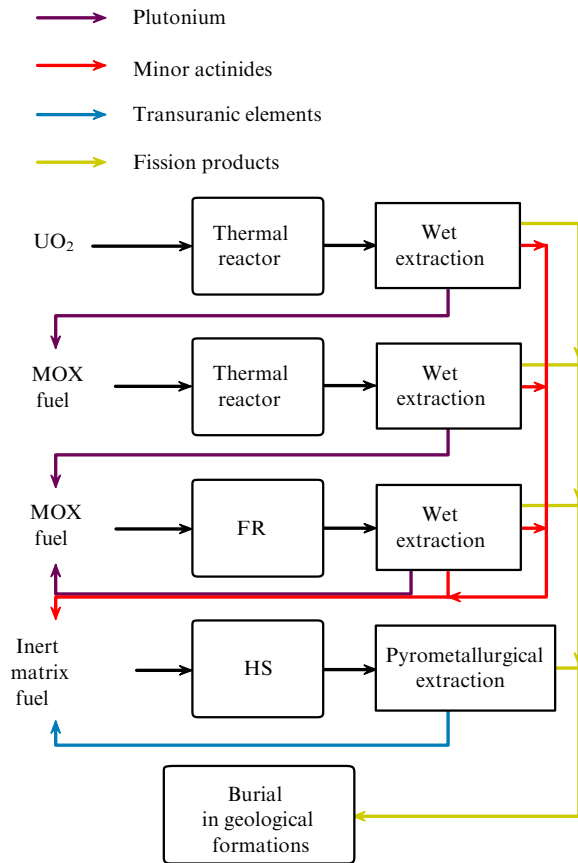 Plutonium
Minor actinides
Transuranic elements
Fission products
UO₂
Thermal
reactor
Wet
extraction
MOX
fuel
Thermal
reactor
Wet
extraction
MOX
fuel
FR
Wet
extraction
Inert
matrix
fuel
HS
Pyrometallurgical
extraction
Burial
in geological
formations